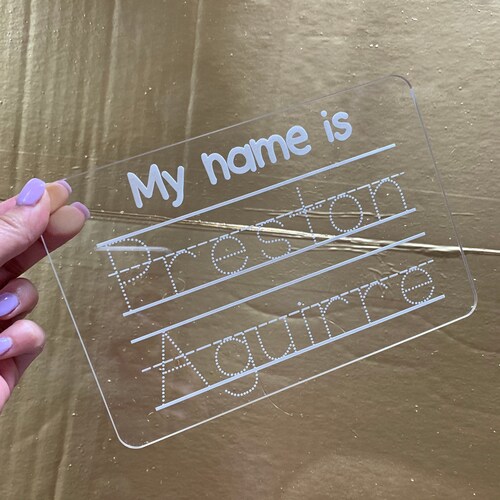 My name is
Preston
Aguirre